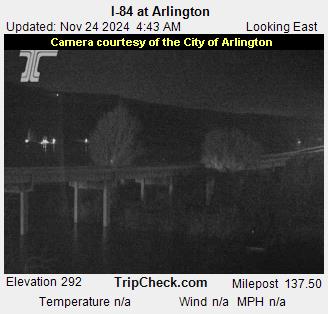 I-84 at Arlington
Updated: Nov 24 2024 4:43 AM Looking East
Camera courtesy of the City of Arlington
Elevation 292 TripCheck.com Milepost 137.50
Temperature n/a Wind n/a MPH n/a